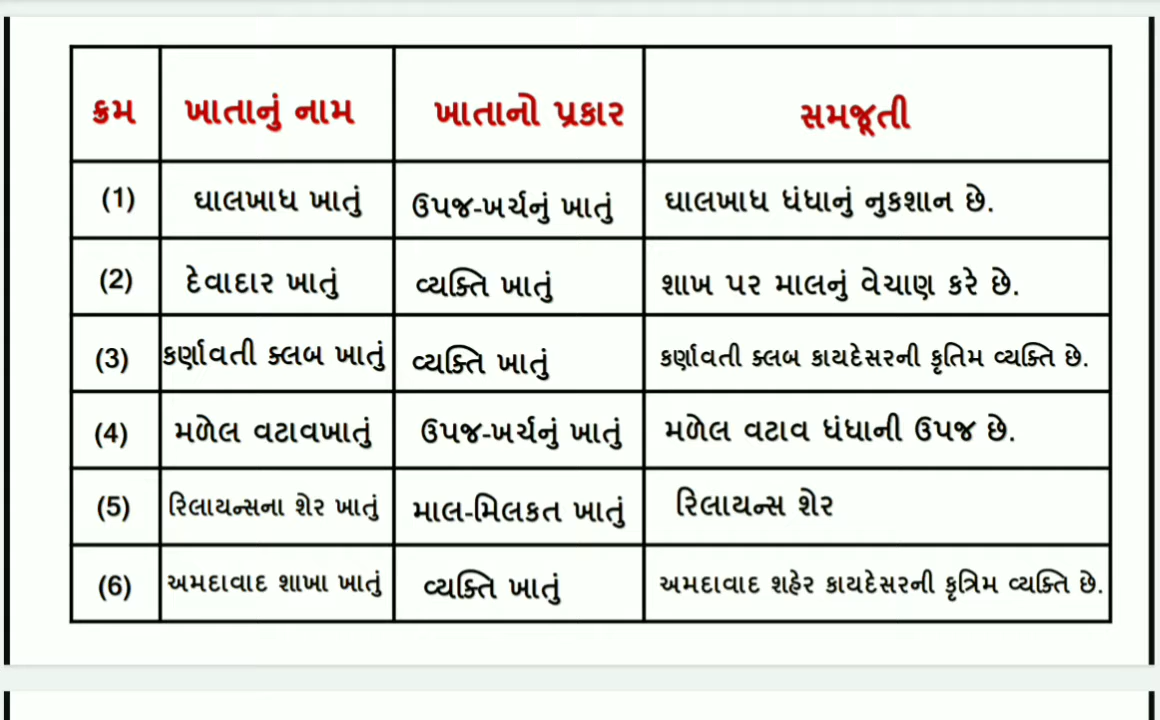 ક્રમ ખાતાનું નામ ખાતાનો પ્રકાર સમજૂતી
(1) ઘાલખાધ ખાતું ઉપજ-ખર્ચનું ખાતું ઘાલખાધ ધંધાનું નુકશાન છે.
(2) દેવાદાર ખાતું વ્યક્તિ ખાતું શાખ પર માલનું વેચાણ કરે છે.
(3) કર્ણાવતી ક્લબ ખાતું વ્યક્તિ ખાતું કર્ણાવતી ક્લબ કાયદેસરની કૃતિમ વ્યક્તિ છે.
(4) મળેલ વટાવખાતું ઉપજ-ખર્ચનું ખાતું મળેલ વટાવ ધંધાની ઉપજ છે.
(5) રિલાયન્સના શેર ખાતું માલ-મિલકત ખાતું રિલાયન્સ શેર
(6) અમદાવાદ શાખા ખાતું વ્યક્તિ ખાતું અમદાવાદ શહેર કાયદેસરની કૃત્રિમ વ્યક્તિ છે.